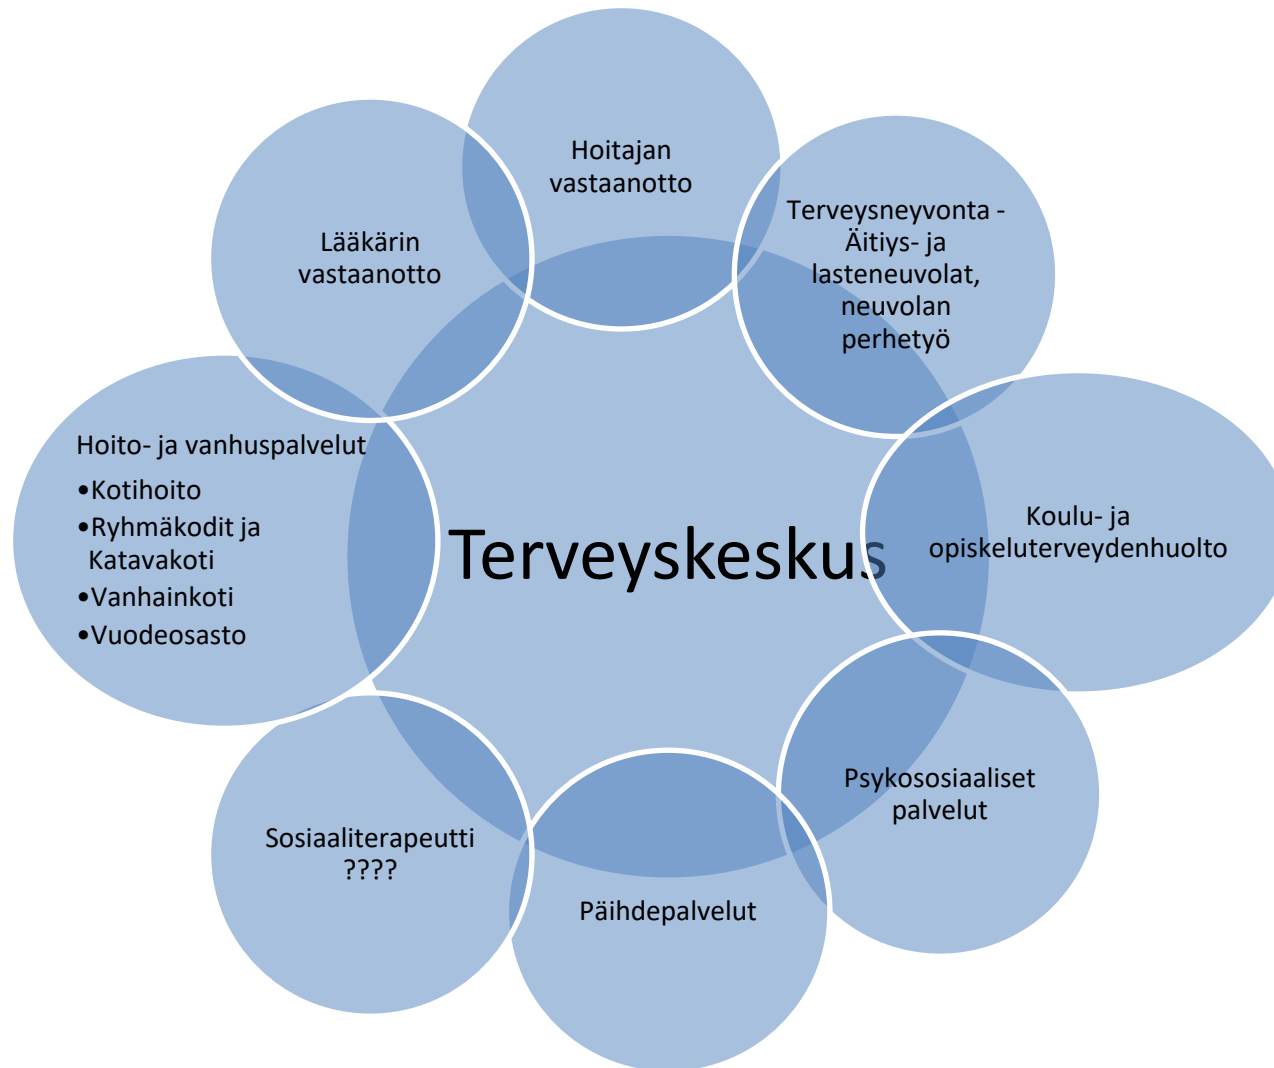 Hoitajan
vastaanotto
Terveysneyvonta -
Äitiys- ja
lasteneuvolat,
neuvolan
perhetyö
Lääkärin
vastaanotto
Hoito- ja vanhuspalvelut
•Kotihoito
•Ryhmäkodit ja
Katavakoti
•Vanhainkoti
•Vuodeosasto
Terveyskeskus
Koulu- ja
opiskeluterveydenhuolto
Psykososiaaliset
palvelut
Sosiaaliterapeutti
????
Päihdepalvelut